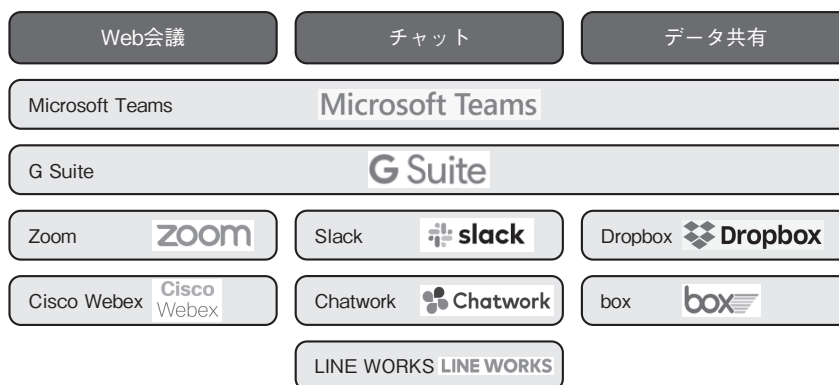 Web会議 チャット データ共有
Microsoft Teams Microsoft Teams
G Suite G Suite
Zoom zoom Slack slack Dropbox Dropbox
Cisco Webex Cisco Webex Chatwork Chatwork box box
LINE WORKS LINE WORKS